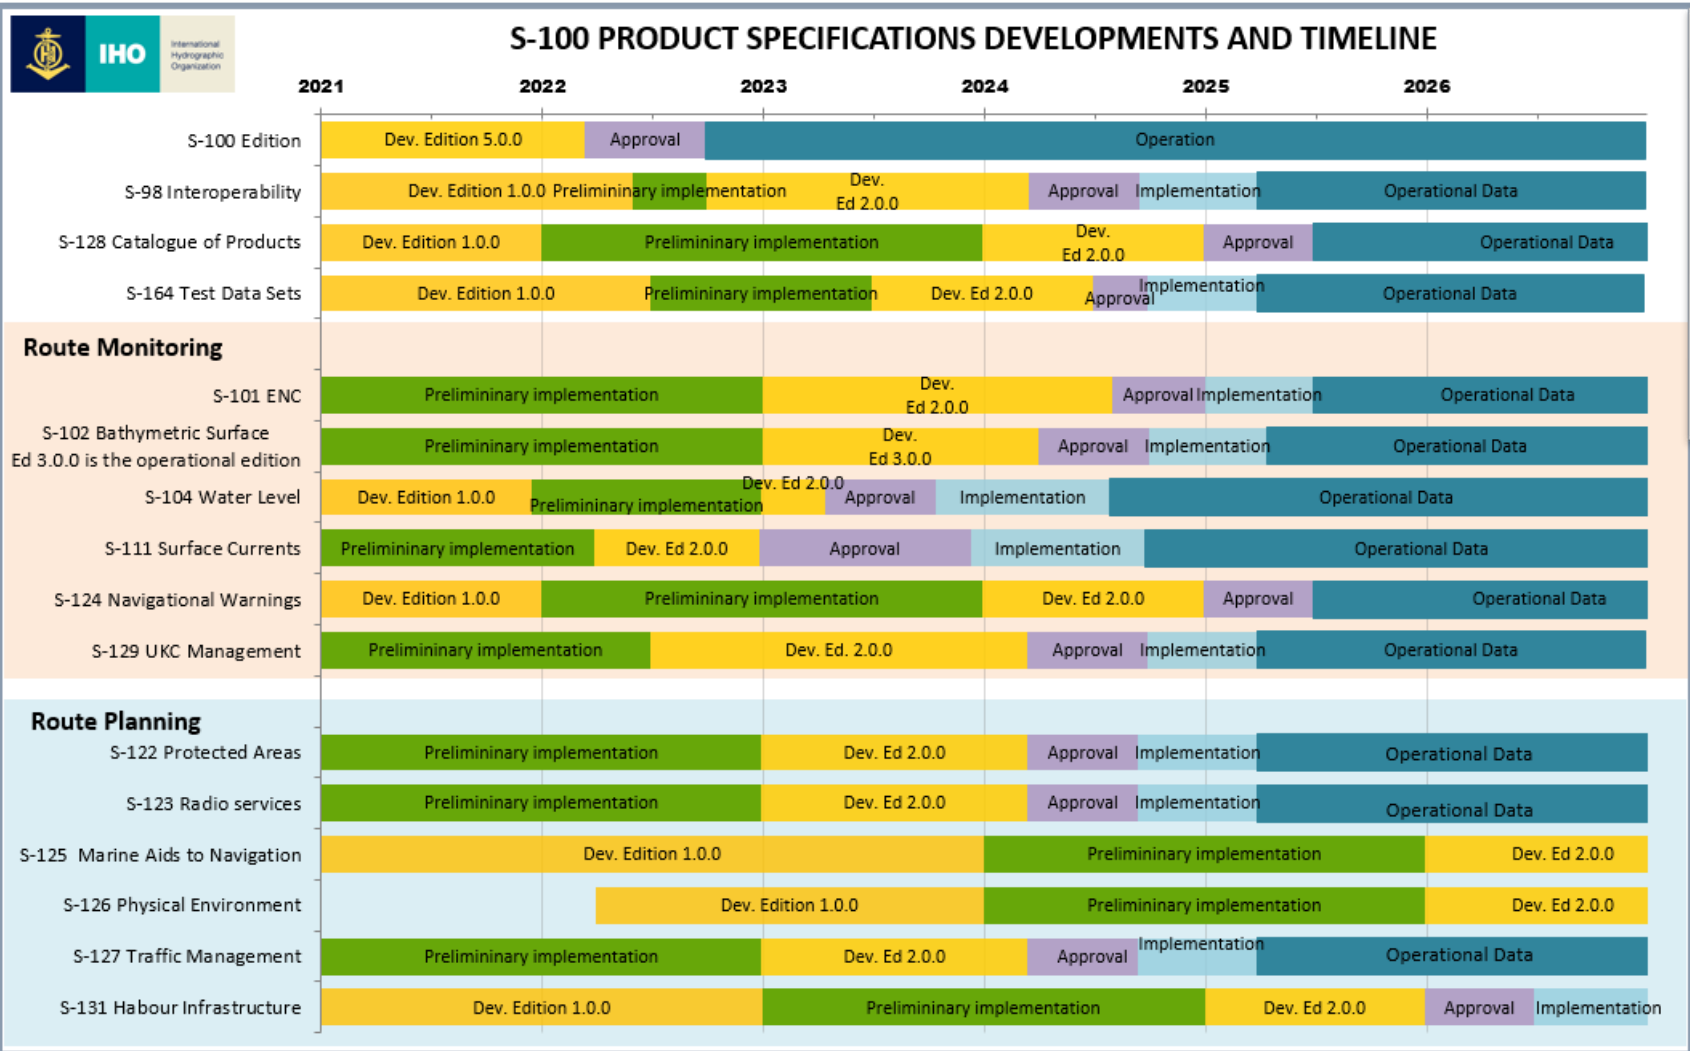 IHO
International
Hydrographic
Organization
S-100 PRODUCT SPECIFICATIONS DEVELOPMENTS AND TIMELINE
2021 2022 2023 2024 2025 2026
S-100 Edition Dev. Edition 5.0.0 Approval Operation
S-98 Interoperability Dev. Edition 1.0.0 Prelimininary implementation Dev. Ed 2.0.0 Approval Implementation Operational Data
S-128 Catalogue of Products Dev. Edition 1.0.0 Prelimininary implementation Dev. Ed 2.0.0 Approval Operational Data
S-164 Test Data Sets Dev. Edition 1.0.0 Prelimininary implementation Dev. Ed 2.0.0 Approval Implementation Operational Data
Route Monitoring
S-101 ENC Prelimininary implementation Dev. Ed 2.0.0 Approval Implementation Operational Data
S-102 Bathymetric Surface
Ed 3.0.0 is the operational edition Prelimininary implementation Dev. Ed 3.0.0 Approval Implementation Operational Data
S-104 Water Level Dev. Edition 1.0.0 Prelimininary implementation Dev. Ed 2.0.0 Approval Implementation Operational Data
S-111 Surface Currents Prelimininary implementation Dev. Ed 2.0.0 Approval Implementation Operational Data
S-124 Navigational Warnings Dev. Edition 1.0.0 Prelimininary implementation Dev. Ed 2.0.0 Approval Operational Data
S-129 UKC Management Prelimininary implementation Dev. Ed. 2.0.0 Approval Implementation Operational Data
Route Planning
S-122 Protected Areas Prelimininary implementation Dev. Ed 2.0.0 Approval Implementation Operational Data
S-123 Radio services Prelimininary implementation Dev. Ed 2.0.0 Approval Implementation Operational Data
S-125 Marine Aids to Navigation Dev. Edition 1.0.0 Prelimininary implementation Dev. Ed 2.0.0
S-126 Physical Environment Dev. Edition 1.0.0 Prelimininary implementation Dev. Ed 2.0.0
S-127 Traffic Management Prelimininary implementation Dev. Ed 2.0.0 Approval Implementation Operational Data
S-131 Habour Infrastructure Dev. Edition 1.0.0 Prelimininary implementation Dev. Ed 2.0.0 Approval Implementation